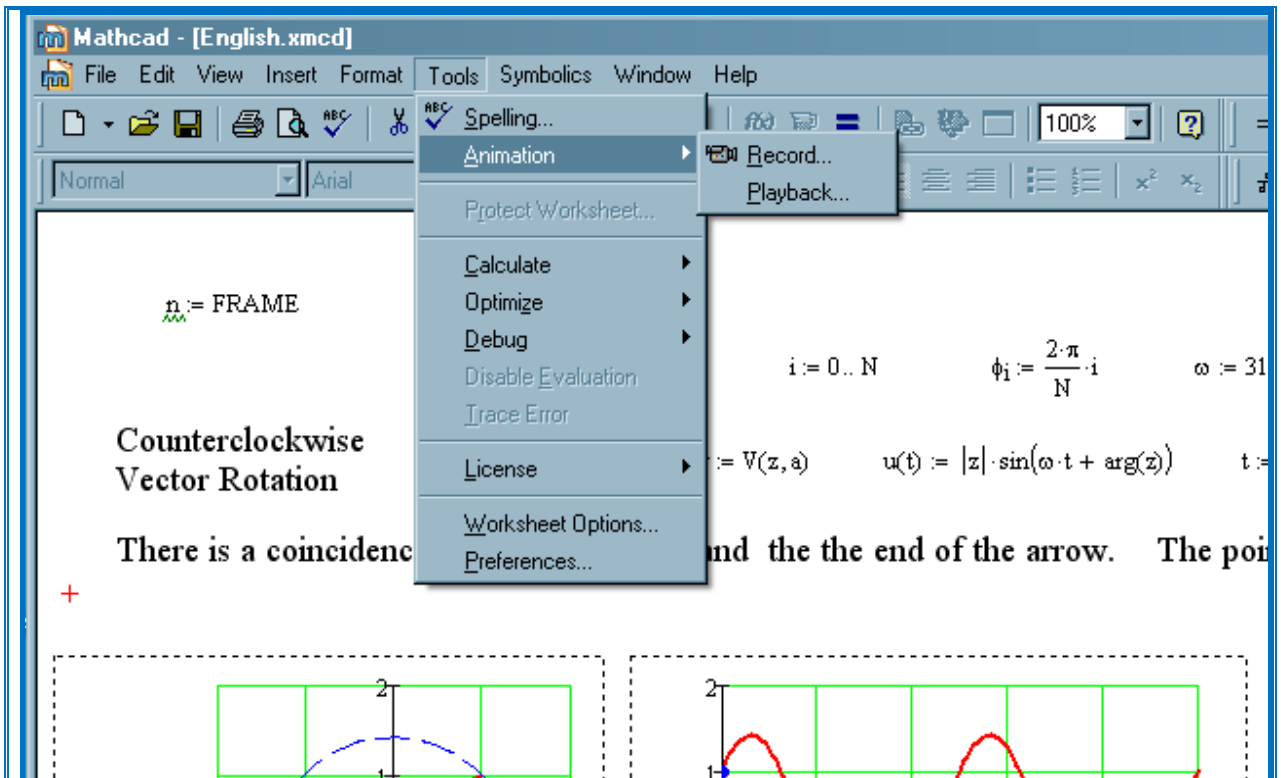 Mathcad - [English.xmcd]
File Edit View Insert Format Tools Symbolics Window Help
100%
Normal Arial
Spelling...
Animation
Record...
Playback...
Protect Worksheet...
Calculate
Optimize
Debug
Disable Evaluation
Trace Error
License
Worksheet Options...
Preferences...
n := FRAME
i := 0.. N ϕi := 2·π/N·i ω := 31
Counterclockwise
Vector Rotation
:= V(z,a) u(t) := |z|·sin(ω·t + arg(z)) t :=
There is a coincidenc nd the the end of the arrow. The poi
2 2
1 1